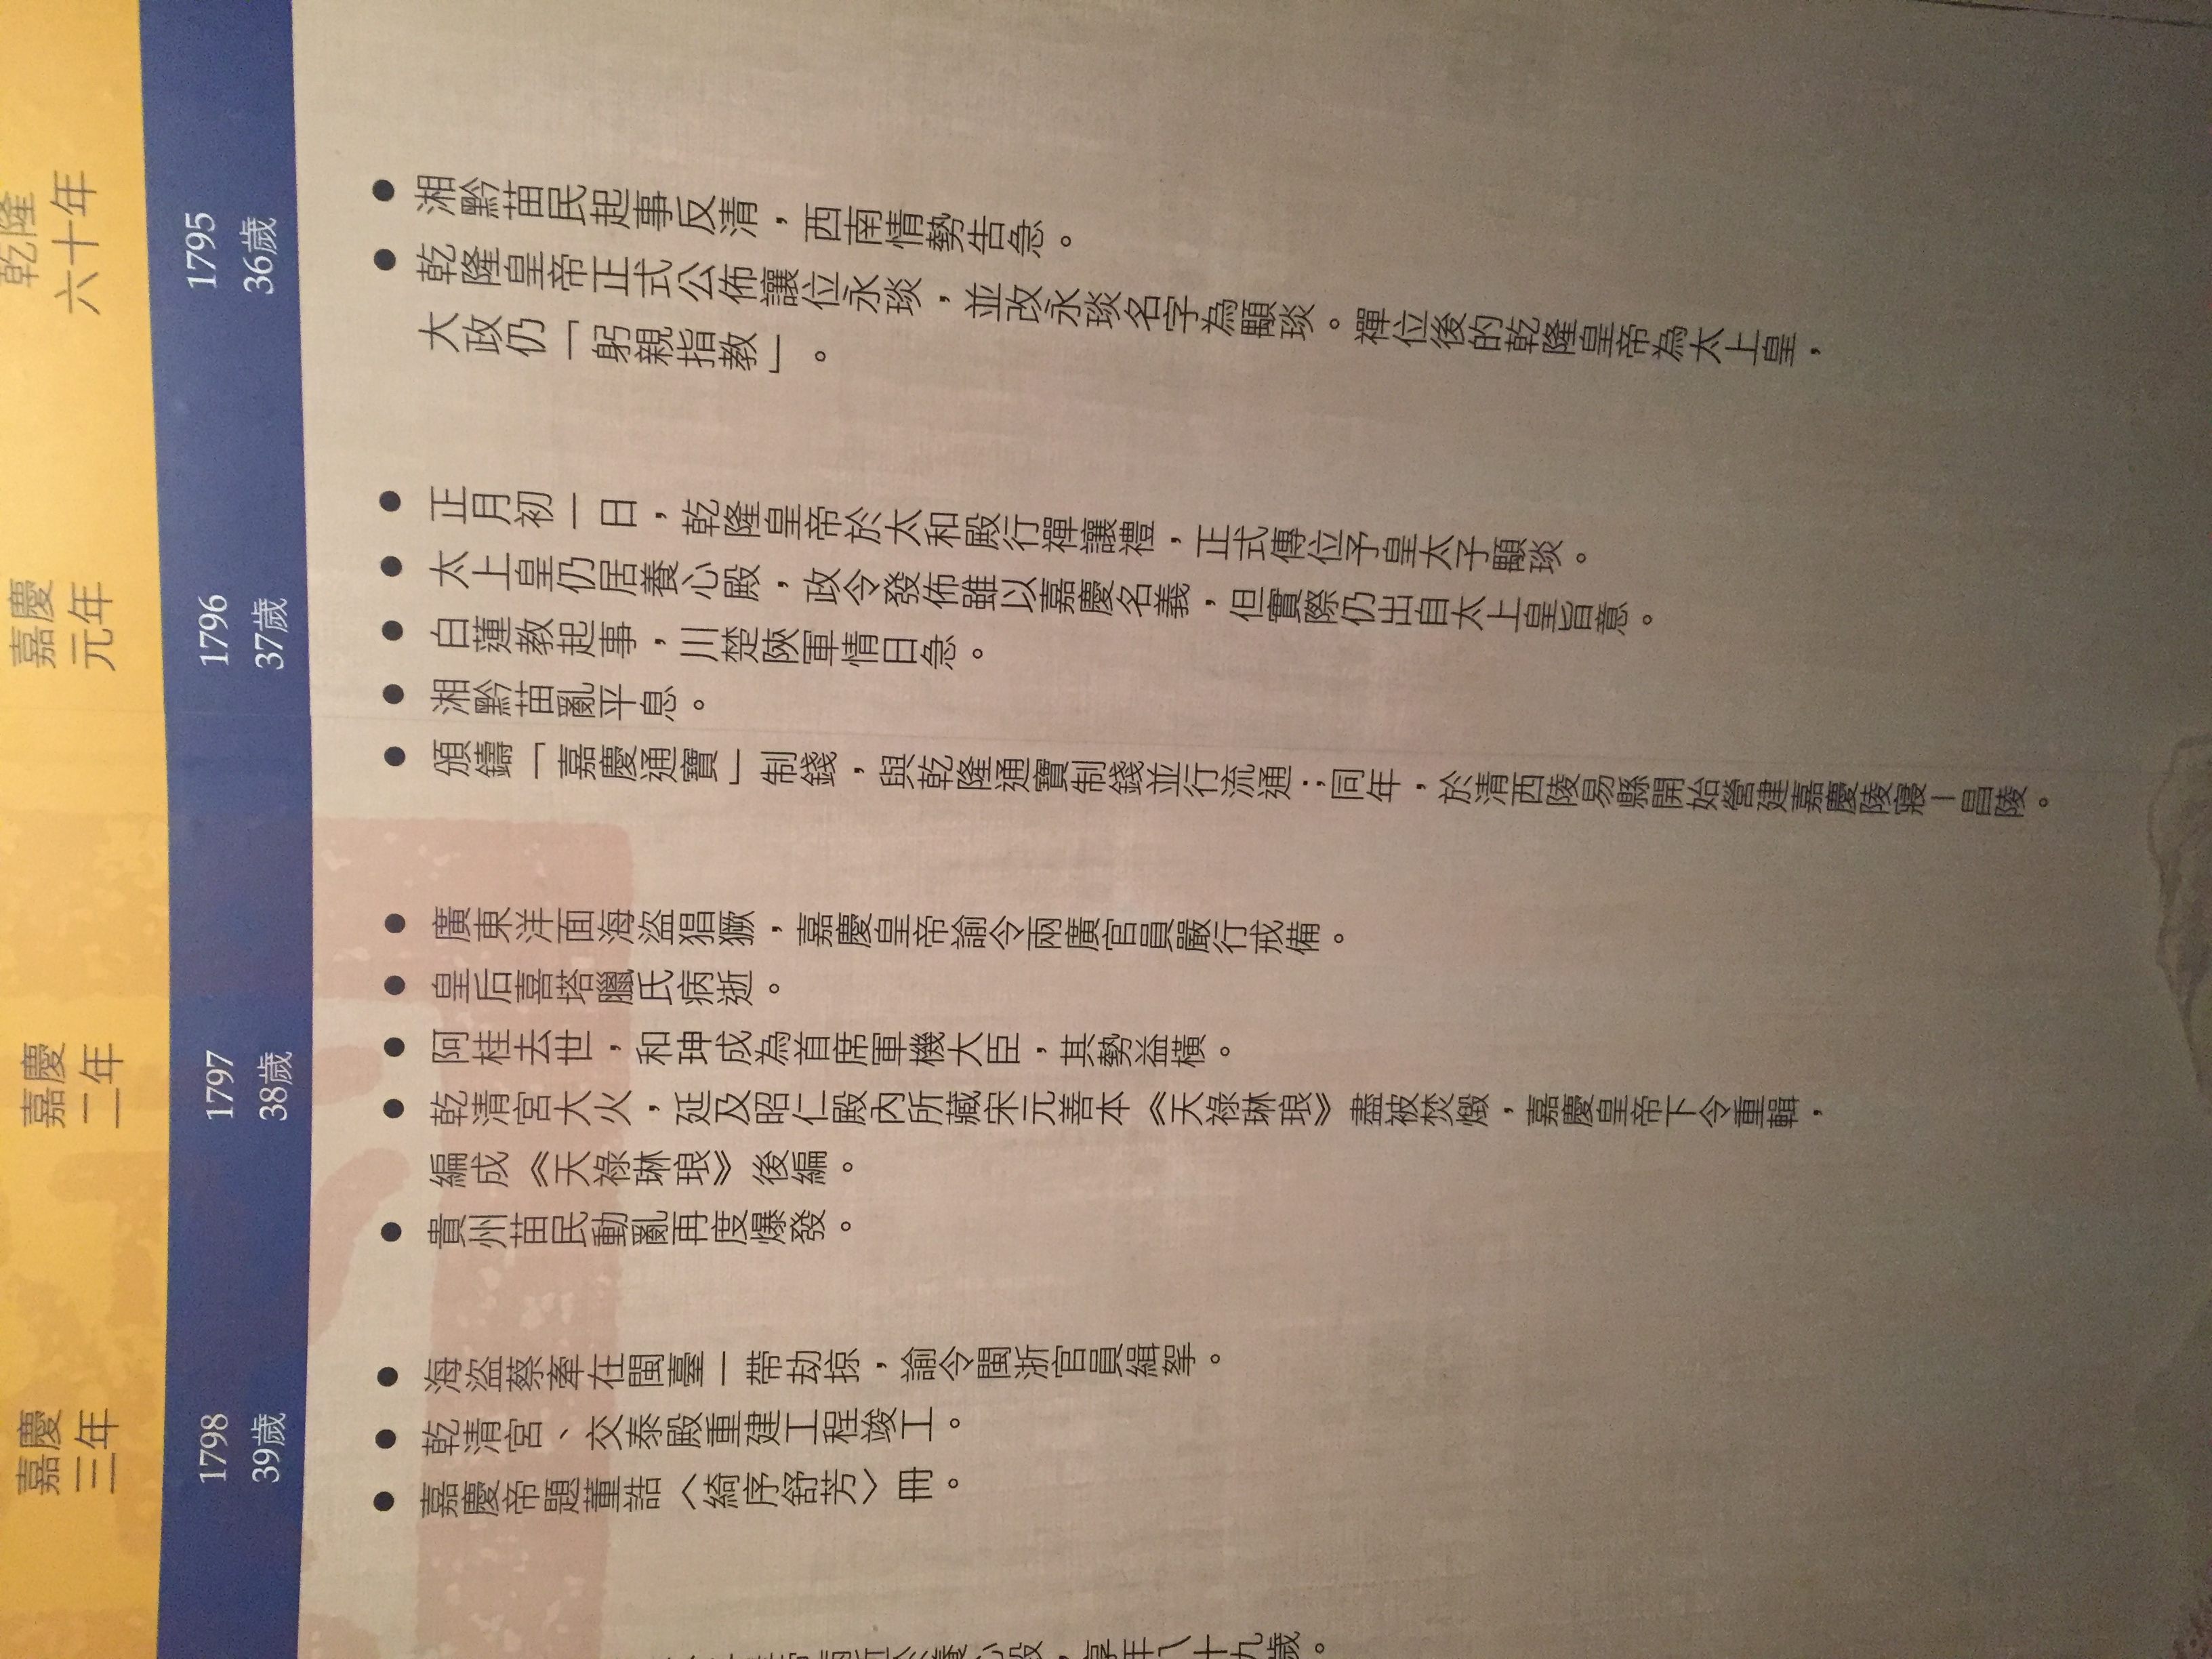 乾隆
六十年
1795
36歲
● 湘黔苗民起事反清，西南情勢告急。
● 乾隆皇帝正式公佈讓位永琰，並改永琰名字為顒琰。禪位後的乾隆皇帝為太上皇，
大政仍「躬親指教」。
嘉慶
元年
1796
37歲
● 正月初一日，乾隆皇帝於太和殿行禪讓禮，正式傳位予皇太子顒琰。
● 太上皇仍居養心殿，政令發佈雖以嘉慶名義，但實際仍出自太上皇旨意。
● 白蓮教起事，川楚陝軍情日急。
● 湘黔苗亂平息。
● 頒鑄「嘉慶通寶」制錢，與乾隆通寶制錢並行流通；同年，於清西陵易縣開始營建嘉慶陵寢－昌陵。
嘉慶
二年
1797
38歲
● 廣東洋面海盜猖獗，嘉慶皇帝諭令兩廣官員嚴行戒備。
● 皇后喜塔臘氏病逝。
● 阿桂去世，和珅成為首席軍機大臣，其勢益橫。
● 乾清宮大火，延及昭仁殿內所藏宋元善本《天祿琳琅》盡被焚燬，嘉慶皇帝下令重輯，
編成《天祿琳琅》後編。
● 貴州苗民動亂再度爆發。
嘉慶
三年
1798
39歲
● 海盜蔡牽在閩臺一帶劫掠，諭令閩浙官員緝拏。
● 乾清宮、交泰殿重建工程竣工。
● 嘉慶帝題董誥〈綺序舒芳〉冊。
養心殿，享年八十九歲。